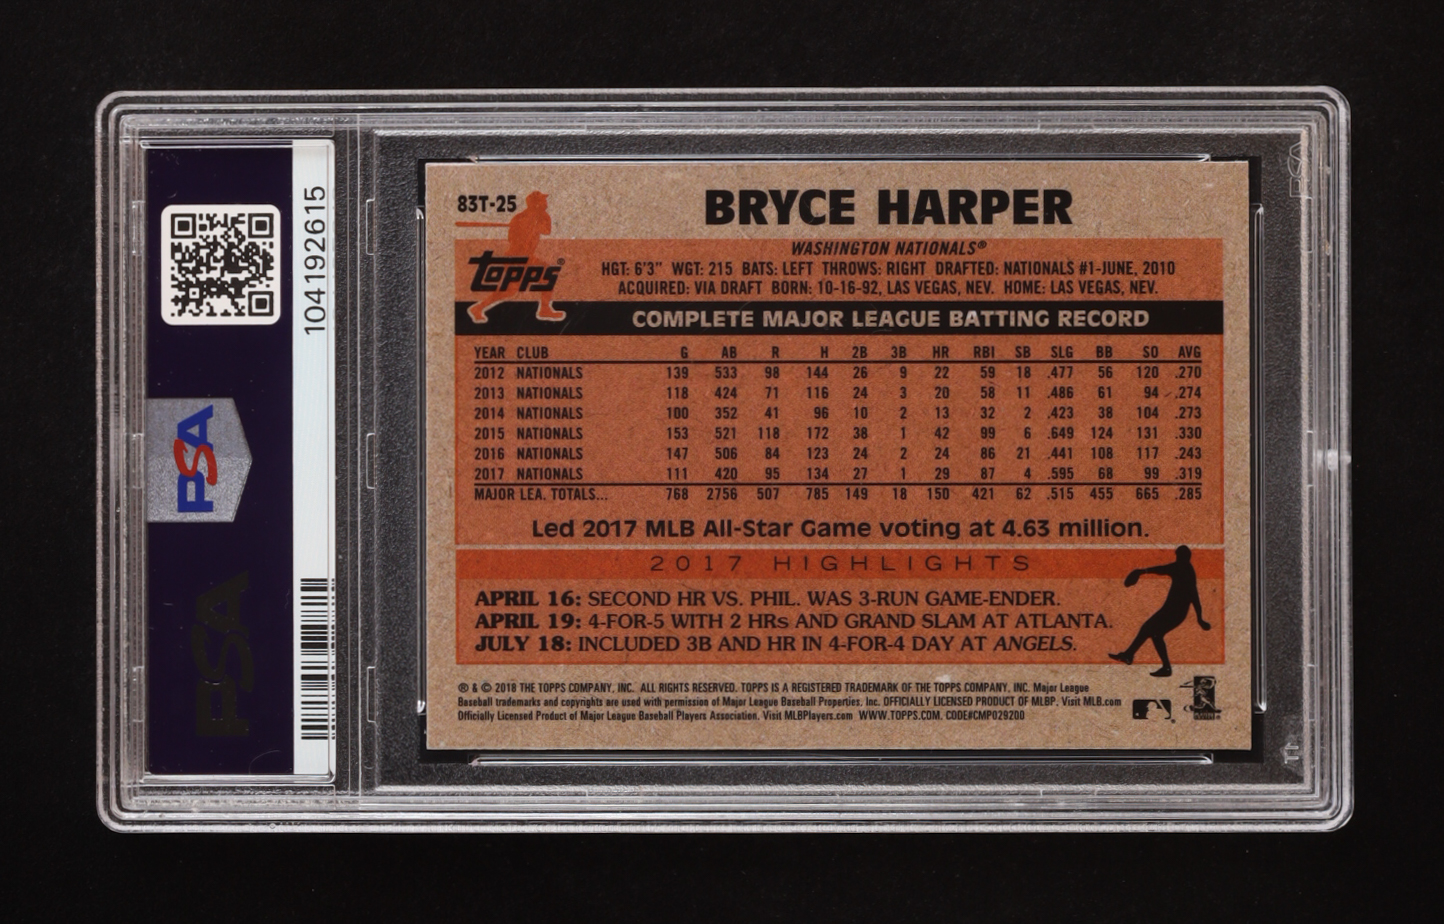 104192615
PSA
PSA
PSA
83T-25
BRYCE HARPER
Topps®
WASHINGTON NATIONALS®
HGT: 6'3" WGT: 215 BATS: LEFT THROWS: RIGHT DRAFTED: NATIONALS #1-JUNE, 2010
ACQUIRED: VIA DRAFT BORN: 10-16-92, LAS VEGAS, NEV. HOME: LAS VEGAS, NEV.
COMPLETE MAJOR LEAGUE BATTING RECORD
YEAR CLUB G AB R H 2B 3B HR RBI SB SLG BB SO AVG
2012 NATIONALS 139 533 98 144 26 9 22 59 18 .477 56 120 .270
2013 NATIONALS 118 424 71 116 24 3 20 58 11 .486 61 94 .274
2014 NATIONALS 100 352 41 96 10 2 13 32 2 .423 38 104 .273
2015 NATIONALS 153 521 118 172 38 1 42 99 6 .649 124 131 .330
2016 NATIONALS 147 506 84 123 24 2 24 86 21 .441 108 117 .243
2017 NATIONALS 111 420 95 134 27 1 29 87 4 .595 68 99 .319
MAJOR LEA. TOTALS... 768 2756 507 785 149 18 150 421 62 .515 455 665 .285
Led 2017 MLB All-Star Game voting at 4.63 million.
2017 HIGHLIGHTS
APRIL 16: SECOND HR VS. PHIL. WAS 3-RUN GAME-ENDER.
APRIL 19: 4-FOR-5 WITH 2 HRs AND GRAND SLAM AT ATLANTA.
JULY 18: INCLUDED 3B AND HR IN 4-FOR-4 DAY AT ANGELS.
® & © 2018 THE TOPPS COMPANY, INC. ALL RIGHTS RESERVED. TOPPS IS A REGISTERED TRADEMARK OF THE TOPPS COMPANY, INC. Major League
Baseball trademarks and copyrights are used with permission of Major League Baseball Properties, Inc. OFFICIALLY LICENSED PRODUCT OF MLBP. Visit MLB.com
Officially Licensed Product of Major League Baseball Players Association. Visit MLBPlayers.com WWW.TOPPS.COM. CODE#CMP029200